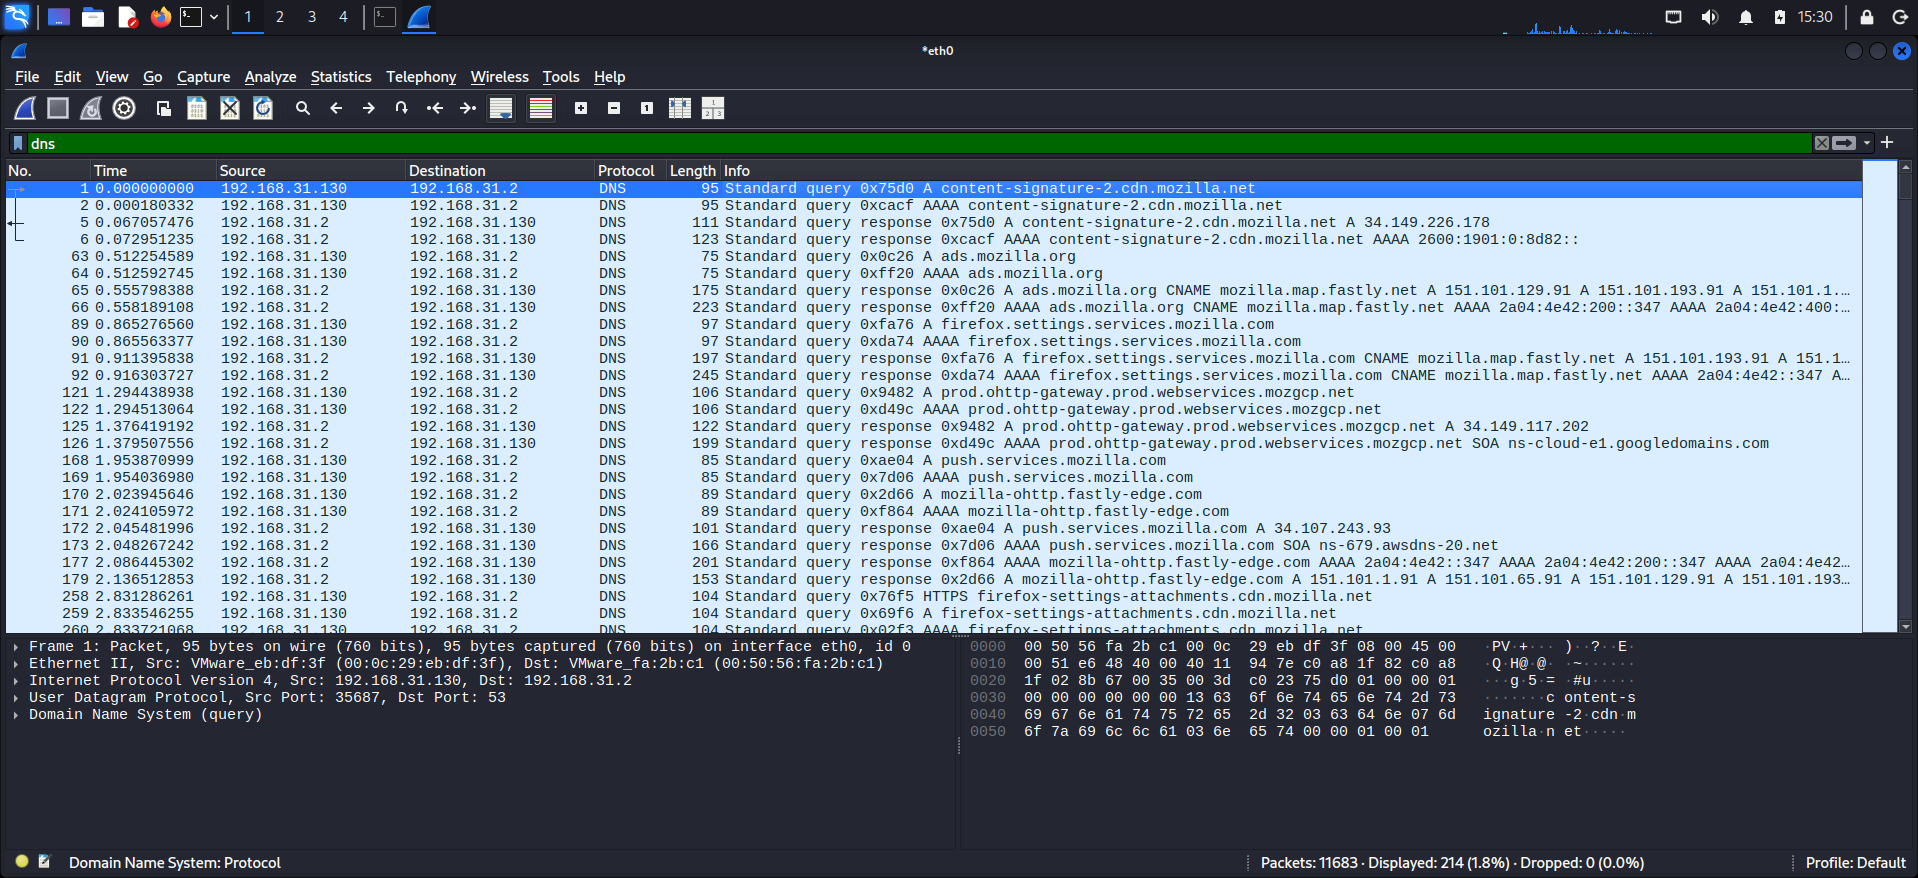 1 2 3 4 15:30
*eth0
File Edit View Go Capture Analyze Statistics Telephony Wireless Tools Help
dns
No. Time Source Destination Protocol Length Info
1 0.000000000 192.168.31.130 192.168.31.2 DNS 95 Standard query 0x75d0 A content-signature-2.cdn.mozilla.net
2 0.000180332 192.168.31.130 192.168.31.2 DNS 95 Standard query 0xcacf AAAA content-signature-2.cdn.mozilla.net
5 0.067057476 192.168.31.2 192.168.31.130 DNS 111 Standard query response 0x75d0 A content-signature-2.cdn.mozilla.net A 34.149.226.178
6 0.072951235 192.168.31.2 192.168.31.130 DNS 123 Standard query response 0xcacf AAAA content-signature-2.cdn.mozilla.net AAAA 2600:1901:0:8d82::
63 0.512254589 192.168.31.130 192.168.31.2 DNS 75 Standard query 0x0c26 A ads.mozilla.org
64 0.512592745 192.168.31.130 192.168.31.2 DNS 75 Standard query 0xff20 AAAA ads.mozilla.org
65 0.555798388 192.168.31.2 192.168.31.130 DNS 175 Standard query response 0x0c26 A ads.mozilla.org CNAME mozilla.map.fastly.net A 151.101.129.91 A 151.101.193.91 A 151.101.1.…
66 0.558189108 192.168.31.2 192.168.31.130 DNS 223 Standard query response 0xff20 AAAA ads.mozilla.org CNAME mozilla.map.fastly.net AAAA 2a04:4e42:200::347 AAAA 2a04:4e42:400:…
89 0.865276560 192.168.31.130 192.168.31.2 DNS 97 Standard query 0xfa76 A firefox.settings.services.mozilla.com
90 0.865563377 192.168.31.130 192.168.31.2 DNS 97 Standard query 0xda74 AAAA firefox.settings.services.mozilla.com
91 0.911395838 192.168.31.2 192.168.31.130 DNS 197 Standard query response 0xfa76 A firefox.settings.services.mozilla.com CNAME mozilla.map.fastly.net A 151.101.193.91 A 151.1…
92 0.916303727 192.168.31.2 192.168.31.130 DNS 245 Standard query response 0xda74 AAAA firefox.settings.services.mozilla.com CNAME mozilla.map.fastly.net AAAA 2a04:4e42::347 A…
121 1.294438938 192.168.31.130 192.168.31.2 DNS 106 Standard query 0x9482 A prod.ohttp-gateway.prod.webservices.mozgcp.net
122 1.294513064 192.168.31.130 192.168.31.2 DNS 106 Standard query 0xd49c AAAA prod.ohttp-gateway.prod.webservices.mozgcp.net
125 1.376419192 192.168.31.2 192.168.31.130 DNS 122 Standard query response 0x9482 A prod.ohttp-gateway.prod.webservices.mozgcp.net A 34.149.117.202
126 1.379507556 192.168.31.2 192.168.31.130 DNS 199 Standard query response 0xd49c AAAA prod.ohttp-gateway.prod.webservices.mozgcp.net SOA ns-cloud-e1.googledomains.com
168 1.953870999 192.168.31.130 192.168.31.2 DNS 85 Standard query 0xae04 A push.services.mozilla.com
169 1.954036980 192.168.31.130 192.168.31.2 DNS 85 Standard query 0x7d06 AAAA push.services.mozilla.com
170 2.023945646 192.168.31.130 192.168.31.2 DNS 89 Standard query 0x2d66 A mozilla-ohttp.fastly-edge.com
171 2.024105972 192.168.31.130 192.168.31.2 DNS 89 Standard query 0xf864 AAAA mozilla-ohttp.fastly-edge.com
172 2.045481996 192.168.31.2 192.168.31.130 DNS 101 Standard query response 0xae04 A push.services.mozilla.com A 34.107.243.93
173 2.048267242 192.168.31.2 192.168.31.130 DNS 166 Standard query response 0x7d06 AAAA push.services.mozilla.com SOA ns-679.awsdns-20.net
177 2.086445302 192.168.31.2 192.168.31.130 DNS 201 Standard query response 0xf864 AAAA mozilla-ohttp.fastly-edge.com AAAA 2a04:4e42::347 AAAA 2a04:4e42:200::347 AAAA 2a04:4e42…
179 2.136512853 192.168.31.2 192.168.31.130 DNS 153 Standard query response 0x2d66 A mozilla-ohttp.fastly-edge.com A 151.101.1.91 A 151.101.65.91 A 151.101.129.91 A 151.101.193…
258 2.831286261 192.168.31.130 192.168.31.2 DNS 104 Standard query 0x76f5 HTTPS firefox-settings-attachments.cdn.mozilla.net
259 2.833546255 192.168.31.130 192.168.31.2 DNS 104 Standard query 0x69f6 A firefox-settings-attachments.cdn.mozilla.net
260 2.833721068 192.168.31.130 192.168.31.2 DNS 104 Standard query 0x02f3 AAAA firefox-settings-attachments.cdn.mozilla.net
Frame 1: Packet, 95 bytes on wire (760 bits), 95 bytes captured (760 bits) on interface eth0, id 0
Ethernet II, Src: VMware_eb:df:3f (00:0c:29:eb:df:3f), Dst: VMware_fa:2b:c1 (00:50:56:fa:2b:c1)
Internet Protocol Version 4, Src: 192.168.31.130, Dst: 192.168.31.2
User Datagram Protocol, Src Port: 35687, Dst Port: 53
Domain Name System (query)
0000 00 50 56 fa 2b c1 00 0c 29 eb df 3f 08 00 45 00 ·PV·+··· )··?··E·
0010 00 51 e6 48 40 00 40 11 94 7e c0 a8 1f 82 c0 a8 ·Q·H@·@· ·~······
0020 1f 02 8b 67 00 35 00 3d c0 23 75 d0 01 00 00 01 ···g·5·= ·#u·····
0030 00 00 00 00 00 00 13 63 6f 6e 74 65 6e 74 2d 73 ·······c ontent-s
0040 69 67 6e 61 74 75 72 65 2d 32 03 63 64 6e 07 6d ignature -2·cdn·m
0050 6f 7a 69 6c 6c 61 03 6e 65 74 00 00 01 00 01 ozilla·n et·····
Domain Name System: Protocol Packets: 11683 · Displayed: 214 (1.8%) · Dropped: 0 (0.0%) Profile: Default